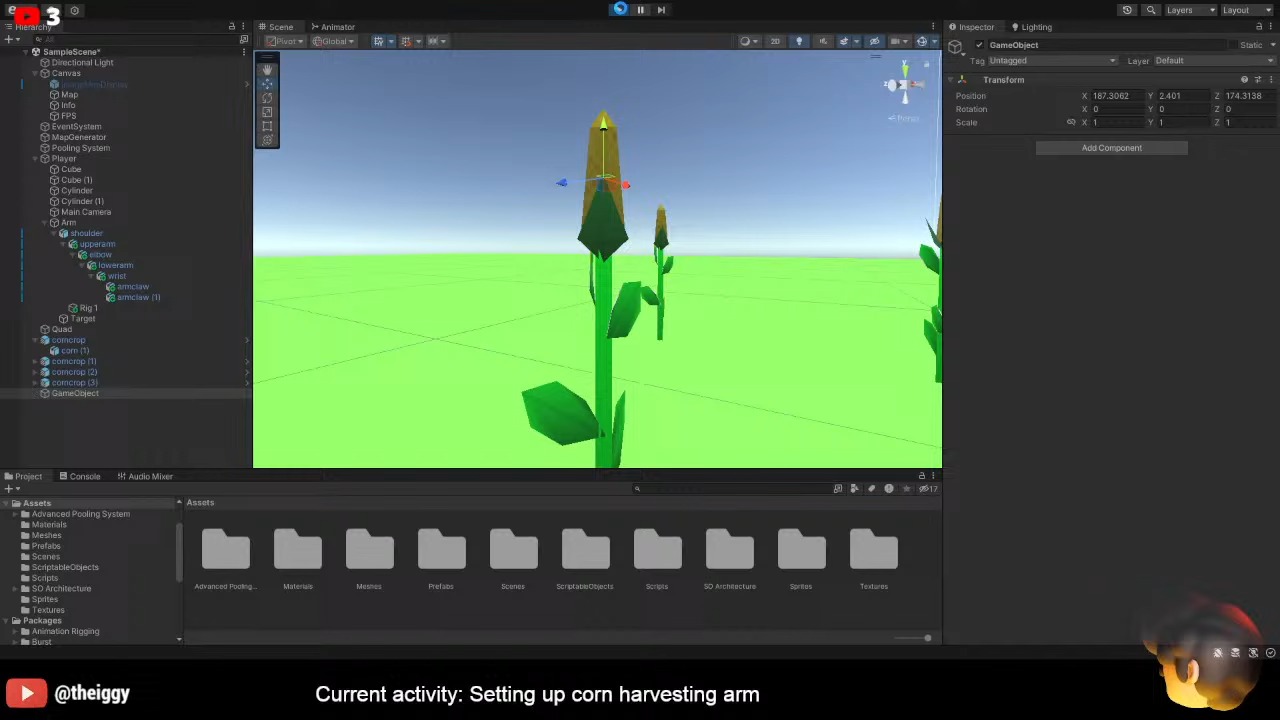 3
Layers
Layout
Hierarchy
All
Scene
Animator
Inspector
Lighting
Pivot
Global
2D
Persp
y
z
SampleScene*
Directional Light
Canvas
Map
Info
FPS
EventSystem
MapGenerator
Pooling System
Player
Cube
Cube (1)
Cylinder
Cylinder (1)
Main Camera
Arm
shoulder
upperarm
elbow
lowerarm
wrist
armclaw
armclaw (1)
Rig 1
Target
Quad
corncrop
corn (1)
corncrop (1)
corncrop (2)
corncrop (3)
GameObject
GameObject
Static
Tag Untagged
Layer Default
Transform
Position X 187.3062 Y 2.401 Z 174.3138
Rotation X 0 Y 0 Z 0
Scale X 1 Y 1 Z 1
Add Component
Project
Console
Audio Mixer
17
Assets
Advanced Pooling System
Materials
Meshes
Prefabs
Scenes
ScriptableObjects
Scripts
SO Architecture
Sprites
Textures
Packages
Animation Rigging
Burst
Assets
Advanced Pooling...
Materials
Meshes
Prefabs
Scenes
ScriptableObjects
Scripts
SO Architecture
Sprites
Textures
@theiggy
Current activity: Setting up corn harvesting arm